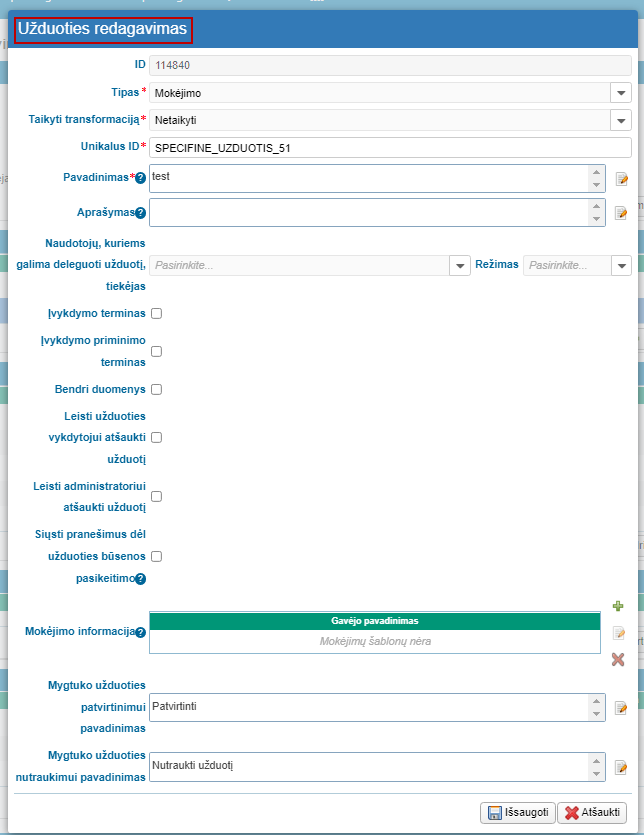 Užduoties redagavimas
ID 114840
Tipas* Mokėjimo
Taikyti transformaciją* Netaikyti
Unikalus ID* SPECIFINE_UZDUOTIS_51
Pavadinimas* test
Aprašymas
Naudotojų, kuriems
galima deleguoti užduotį, Pasirinkite... Režimas Pasirinkite...
tiekėjas
Įvykdymo terminas
Įvykdymo priminimo
terminas
Bendri duomenys
Leisti užduoties
vykdytojui atšaukti
užduotį
Leisti administratoriui
atšaukti užduotį
Siųsti pranešimus dėl
užduoties būsenos
pasikeitimo
Gavėjo pavadinimas
Mokėjimo informacija
Mokėjimų šablonų nėra
Mygtuko užduoties
patvirtinimui Patvirtinti
pavadinimas
Mygtuko užduoties
nutraukimui pavadinimas Nutraukti užduotį
Išsaugoti Atšaukti